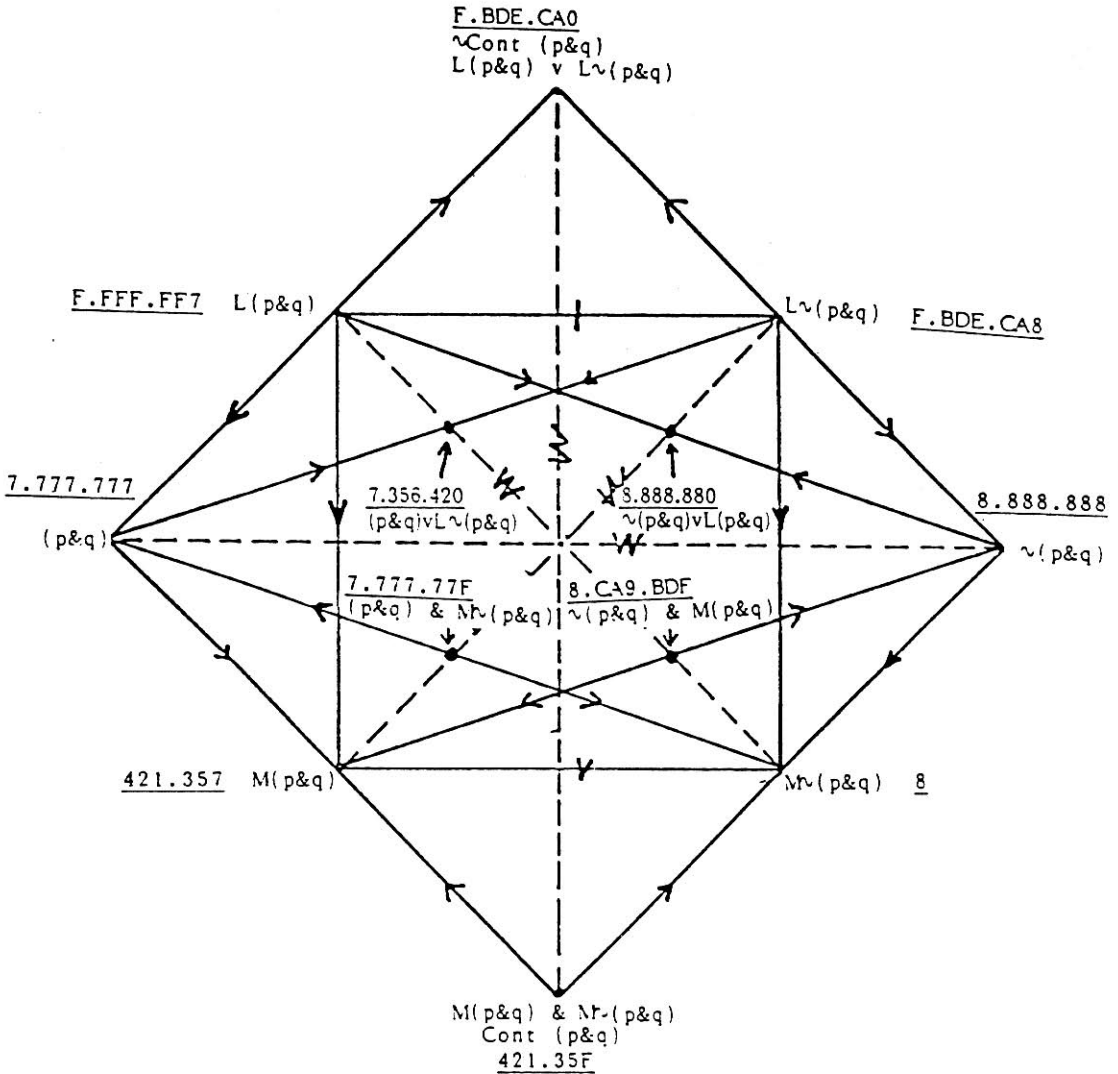 F.BDE.CA0
~Cont (p&q)
L(p&q) v L~(p&q)
F.FFF.FF7 L(p&q)
L~(p&q) F.BDE.CA8
7.777.777
(p&q)
7.356.420
(p&q)vL~(p&q)
8.888.880
~(p&q)vL(p&q)
8.888.888
~(p&q)
7.777.77F
(p&q) & M~(p&q)
8.CA9.BDF
~(p&q) & M(p&q)
421.357 M(p&q)
M~(p&q) 8
M(p&q) & M~(p&q)
Cont (p&q)
421.35F